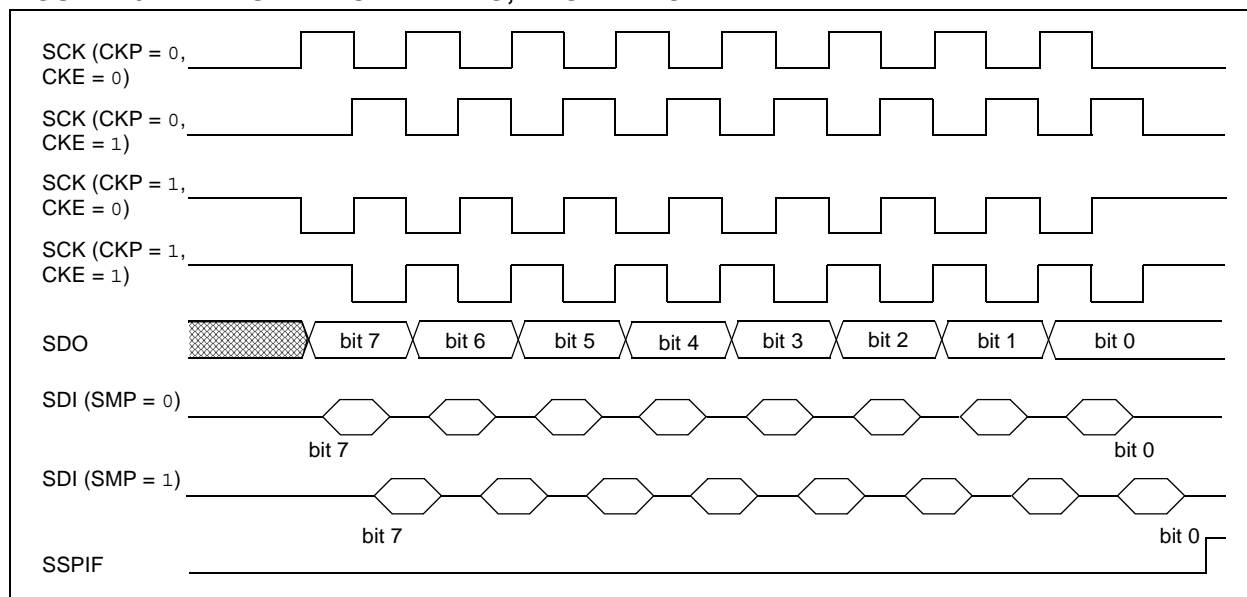 SCK (CKP = 0,
CKE = 0)
SCK (CKP = 0,
CKE = 1)
SCK (CKP = 1,
CKE = 0)
SCK (CKP = 1,
CKE = 1)
SDO
bit 7 bit 6 bit 5 bit 4 bit 3 bit 2 bit 1 bit 0
SDI (SMP = 0)
bit 7 bit 0
SDI (SMP = 1)
bit 7 bit 0
SSPIF